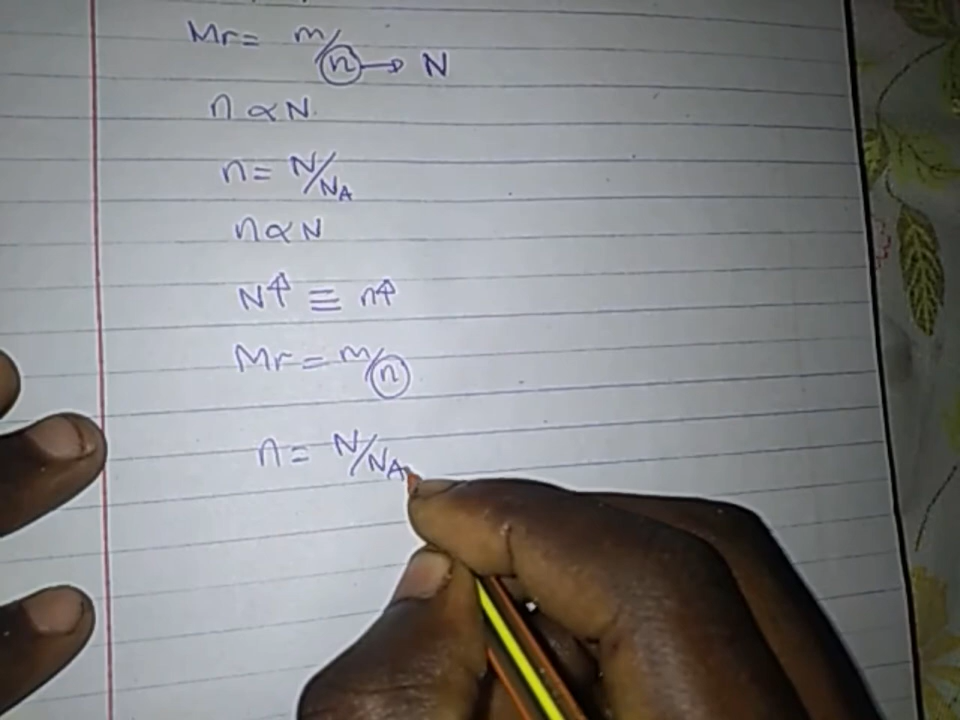 Mr = m/n → N
n ∝ N
n = N/NA
n ∝ N
N↑ ≡ n↑
Mr = m/n
n = N/NA